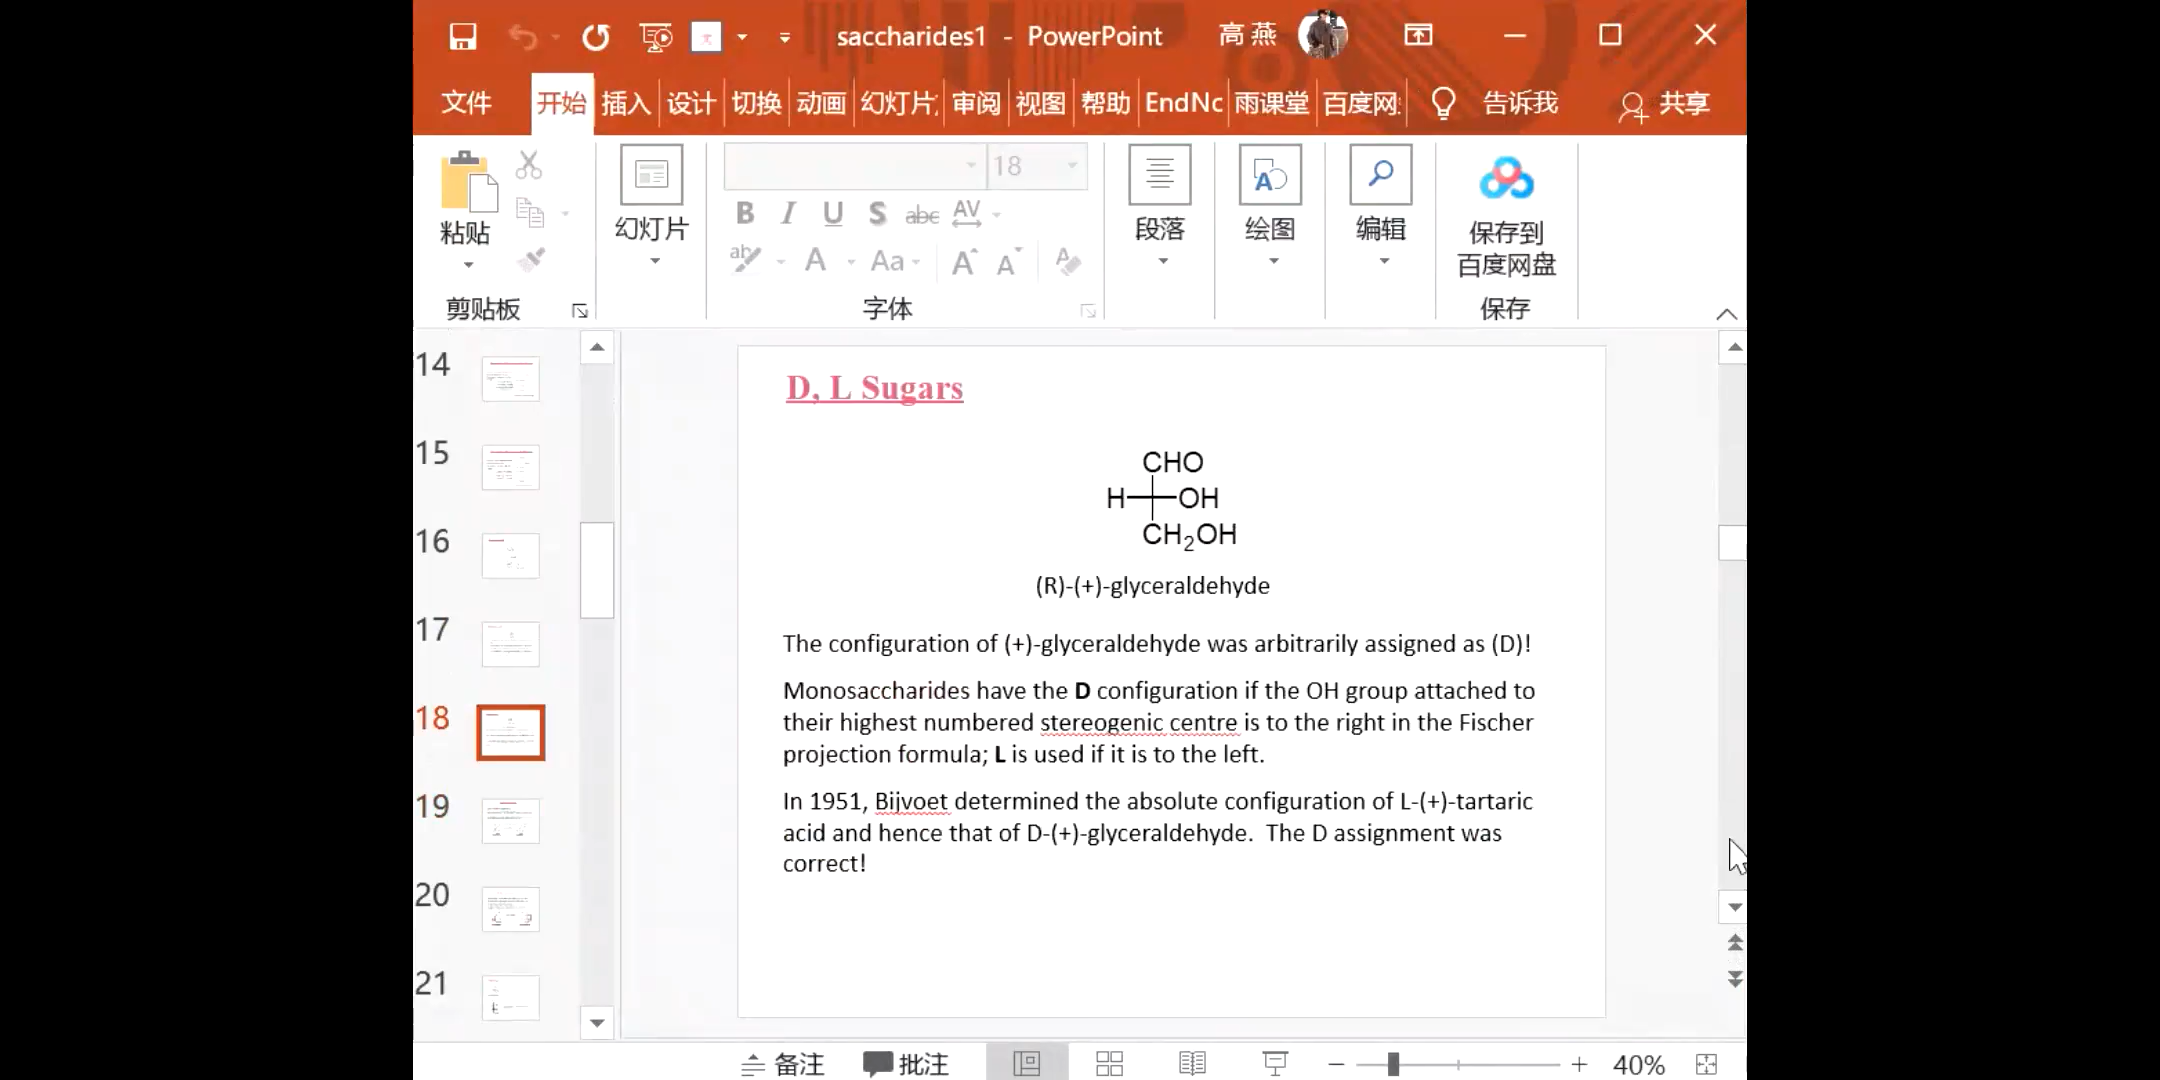 saccharides1 - PowerPoint
高 燕
文件
开始
插入
设计
切换
动画
幻灯片
审阅
视图
帮助
EndNc
雨课堂
百度网
告诉我
共享
粘贴
剪贴板
幻灯片
18
B I U S abc AV
ab A Aa A A A
字体
段落
绘图
A
编辑
保存到
百度网盘
保存
14
15
16
17
18
19
20
21
D, L Sugars
CHO
H OH
CH₂OH
(R)-(+)-glyceraldehyde
The configuration of (+)-glyceraldehyde was arbitrarily assigned as (D)!
Monosaccharides have the D configuration if the OH group attached to
their highest numbered stereogenic centre is to the right in the Fischer
projection formula; L is used if it is to the left.
In 1951, Bijvoet determined the absolute configuration of L-(+)-tartaric
acid and hence that of D-(+)-glyceraldehyde. The D assignment was
correct!
备注
批注
40%